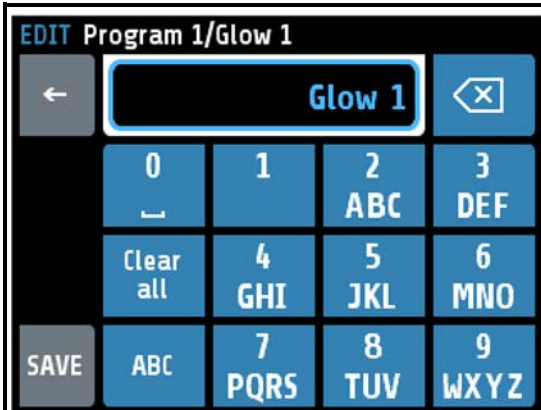 EDIT Program 1/Glow 1
← Glow 1
0 1 2 3
ABC DEF
Clear all 4 5 6
GHI JKL MNO
SAVE ABC 7 8 9
PQRS TUV WXYZ